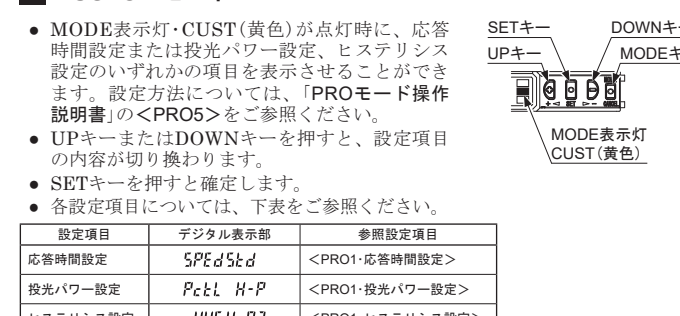 ● MODE表示灯・CUST（黄色）が点灯時に、応答
時間設定または投光パワー設定、ヒステリシス
設定のいずれかの項目を表示させることができ
ます。設定方法については、「PROモード操作
説明書」の＜PRO5＞をご参照ください。
● UPキーまたはDOWNキーを押すと、設定項目
の内容が切り換わります。
● SETキーを押すと確定します。
● 各設定項目については、下表をご参照ください。
SETキー
UPキー
MODE表示灯
CUST（黄色）
設定項目 デジタル表示部 参照設定項目
応答時間設定 SPEdStd ＜PRO1・応答時間設定＞
投光パワー設定 PctL H-P ＜PRO1・投光パワー設定＞